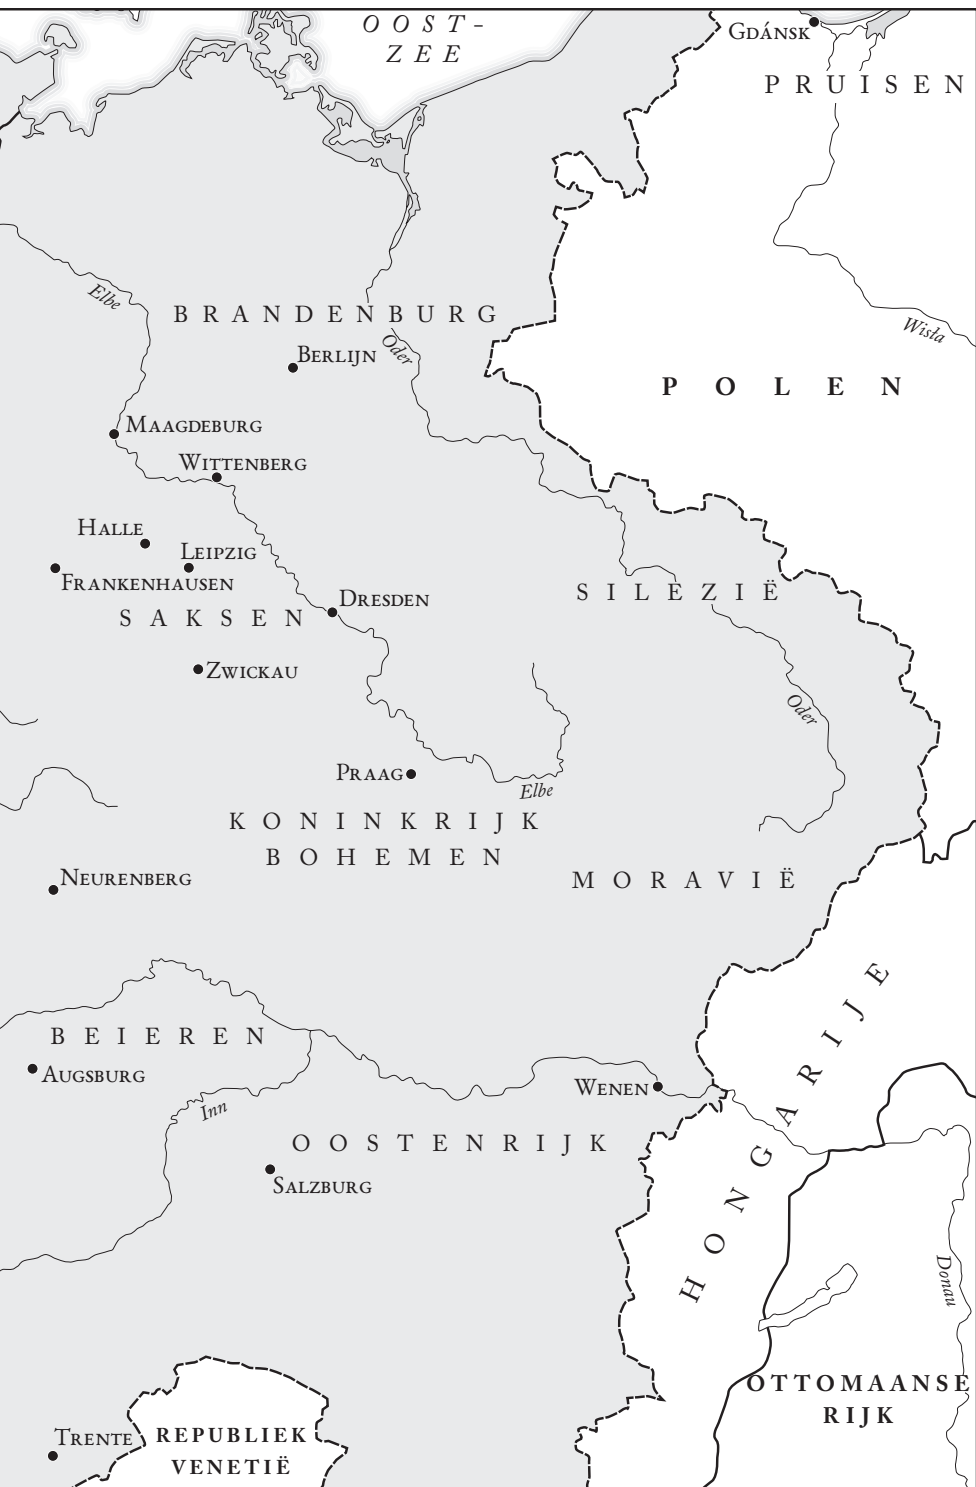 OOST-
ZEE
GDÁNSK
PRUISEN
Elbe
BRANDENBURG
Oder
BERLIJN
Wisła
POLEN
MAAGDEBURG
WITTENBERG
HALLE
LEIPZIG
FRANKENHAUSEN
SILEZIË
DRESDEN
SAKSEN
ZWICKAU
Oder
PRAAG
Elbe
KONINKRIJK
BOHEMEN
NEURENBERG
MORAVIË
BEIEREN
AUGSBURG
WENEN
Inn
HONGARIJE
OOSTENRIJK
SALZBURG
Donau
OTTOMAANSE
RIJK
TRENTE
REPUBLIEK
VENETIË